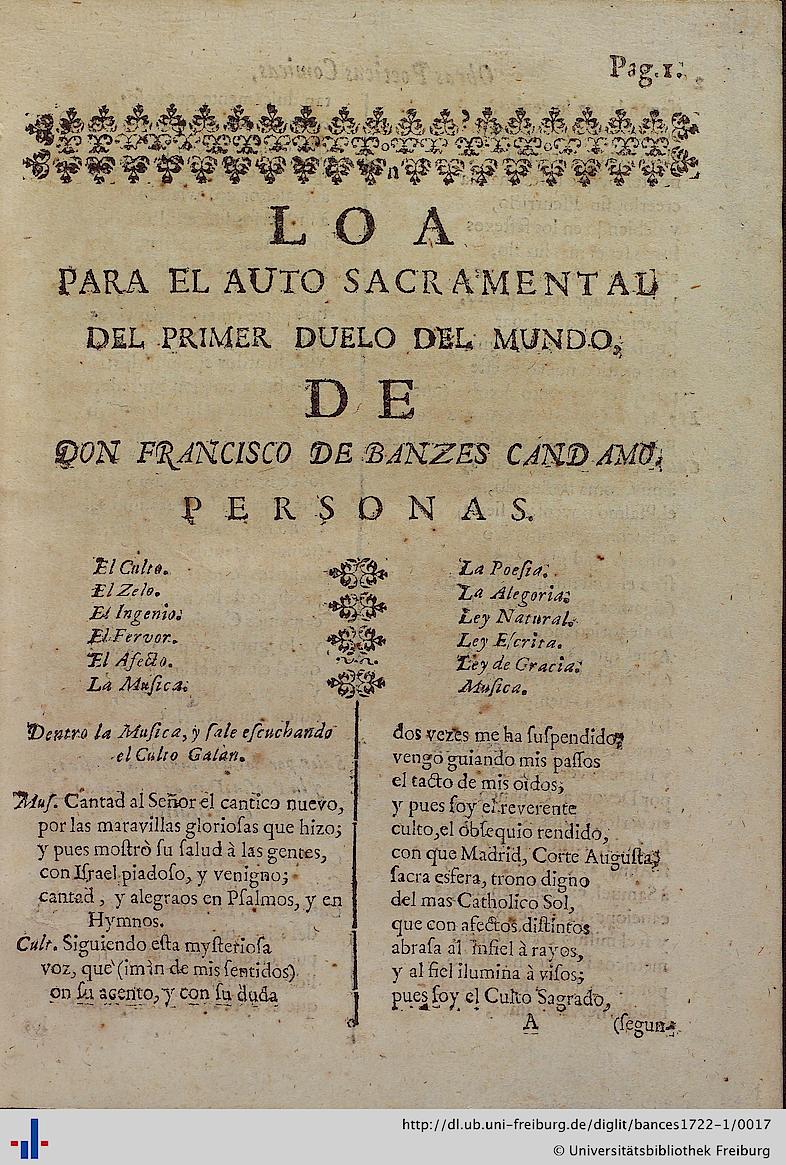 Pag.1.
LOA
PARA EL AUTO SACRAMENTAL
DEL PRIMER DUELO DEL MUNDO,
DE
DON FRANCISCO DE BANZES CANDAMO,
PERSONAS.
El Culto.
El Zelo.
El Ingenio.
El Fervor.
El Afecto.
La Muſica.
La Poeſia.
La Alegoria.
Ley Natural.
Ley Eſcrita.
Ley de Gracia.
Muſica.
Dentro la Muſica, y ſale eſcuchando
el Culto Galàn.
Muſ. Cantad al Señor el cantico nuevo,
por las maravillas glorioſas que hizo;
y pues moſtrò ſu ſalud à las gentes,
con Iſrael piadoſo, y venigno;
cantad, y alegraos en Pſalmos, y en
Hymnos.
Cult. Siguiendo eſta myſterioſa
voz, que (imàn de mis ſentidos)
on ſu acento, y con ſu duda
dos vezes me ha ſuſpendido,
vengo guiando mis paſſos
el tacto de mis oìdos;
y pues ſoy el reverente
culto, el obſequio rendido,
con que Madrid, Corte Auguſta,
ſacra esfera, trono digno
del mas Catholico Sol,
que con afectos diſtintos
abraſa al infiel à rayos,
y al fiel ilumina à viſos;
pues ſoy el Culto Sagrado,
A
(ſegun-
http://dl.ub.uni-freiburg.de/diglit/bances1722-1/0017
© Universitätsbibliothek Freiburg